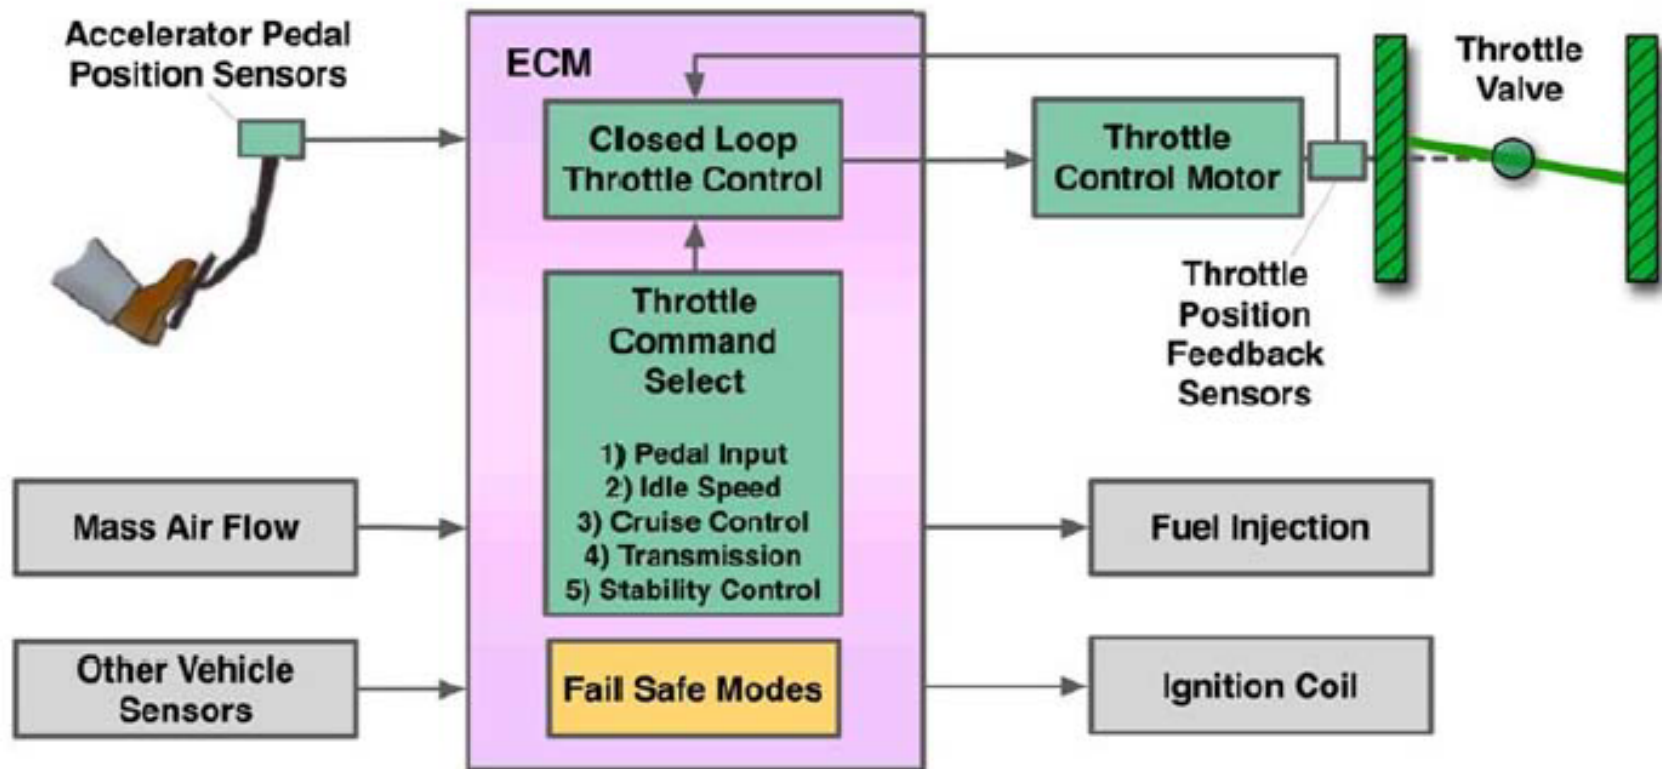 Accelerator Pedal
Position Sensors
ECM
Closed Loop
Throttle Control
Throttle
Control Motor
Throttle
Valve
Throttle
Position
Feedback
Sensors
Throttle
Command
Select
1) Pedal Input
2) Idle Speed
3) Cruise Control
4) Transmission
5) Stability Control
Mass Air Flow
Fuel Injection
Other Vehicle
Sensors
Fail Safe Modes
Ignition Coil